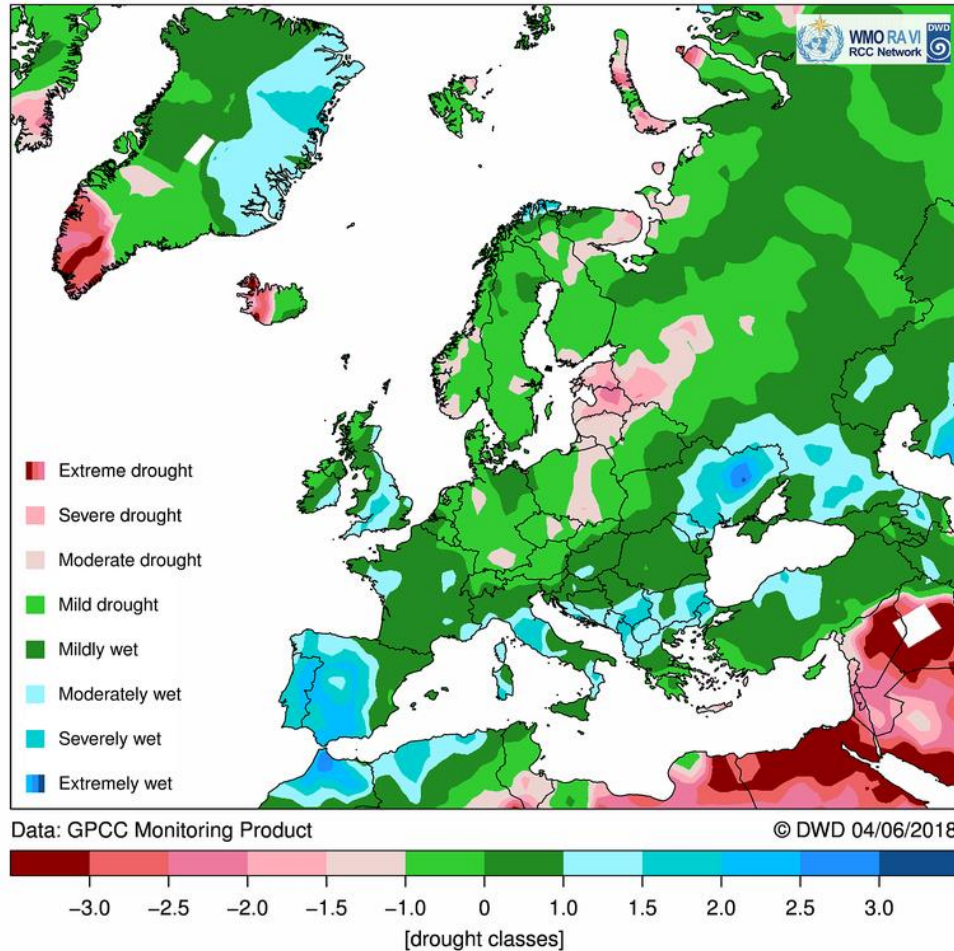 WMO RA VI
RCC Network
DWD
Extreme drought
Severe drought
Moderate drought
Mild drought
Mildly wet
Moderately wet
Severely wet
Extremely wet
Data: GPCC Monitoring Product
© DWD 04/06/2018
−3.0 −2.5 −2.0 −1.5 −1.0 0 1.0 1.5 2.0 2.5 3.0
[drought classes]